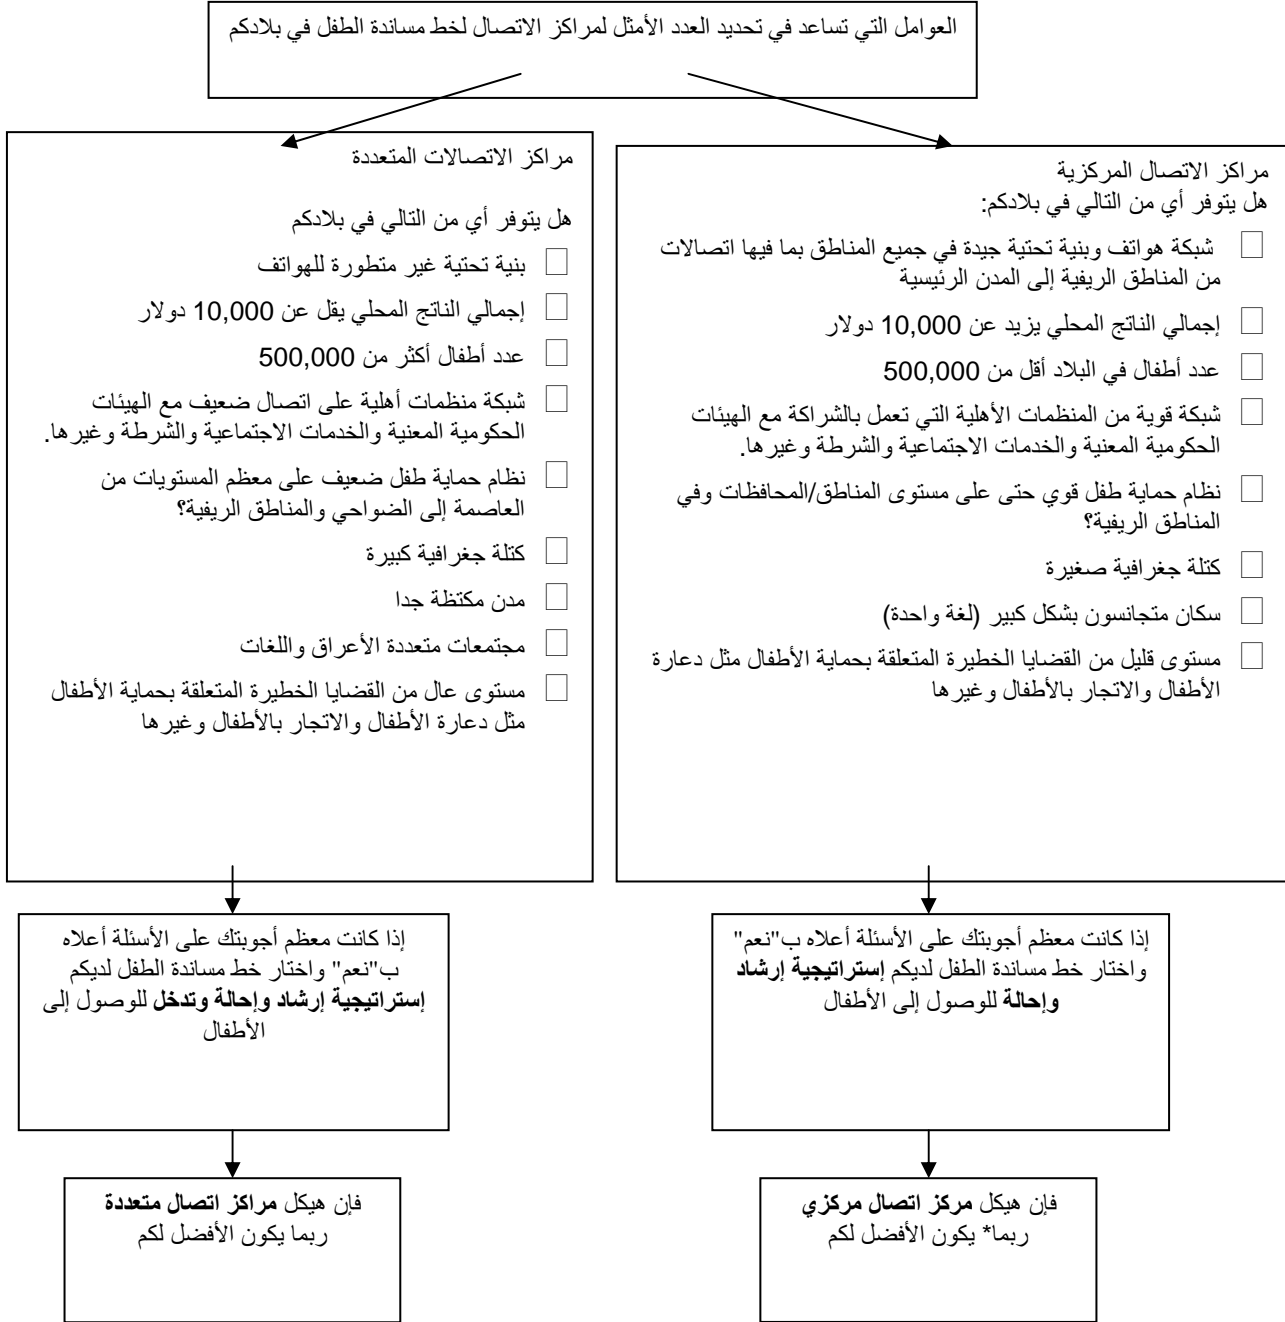 العوامل التي تساعد في تحديد العدد الأمثل لمراكز الاتصال لخط مساندة الطفل في بلادكم
مراكز الاتصال المركزية
هل يتوفر أي من التالي في بلادكم:
□ شبكة هواتف وبنية تحتية جيدة في جميع المناطق بما فيها اتصالات
من المناطق الريفية إلى المدن الرئيسية
□ إجمالي الناتج المحلي يزيد عن 10,000 دولار
□ عدد أطفال في البلاد أقل من 500,000
□ شبكة قوية من المنظمات الأهلية التي تعمل بالشراكة مع الهيئات
الحكومية المعنية والخدمات الاجتماعية والشرطة وغيرها.
□ نظام حماية طفل قوي حتى على مستوى المناطق/المحافظات وفي
المناطق الريفية؟
□ كتلة جغرافية صغيرة
□ سكان متجانسون بشكل كبير (لغة واحدة)
□ مستوى قليل من القضايا الخطيرة المتعلقة بحماية الأطفال مثل دعارة
الأطفال والاتجار بالأطفال وغيرها
مراكز الاتصالات المتعددة
هل يتوفر أي من التالي في بلادكم
□ بنية تحتية غير متطورة للهواتف
□ إجمالي الناتج المحلي يقل عن 10,000 دولار
□ عدد أطفال أكثر من 500,000
□ شبكة منظمات أهلية على اتصال ضعيف مع الهيئات
الحكومية المعنية والخدمات الاجتماعية والشرطة وغيرها.
□ نظام حماية طفل ضعيف على معظم المستويات من
العاصمة إلى الضواحي والمناطق الريفية؟
□ كتلة جغرافية كبيرة
□ مدن مكتظة جدا
□ مجتمعات متعددة الأعراق واللغات
□ مستوى عال من القضايا الخطيرة المتعلقة بحماية الأطفال
مثل دعارة الأطفال والاتجار بالأطفال وغيرها
إذا كانت معظم أجوبتك على الأسئلة أعلاه ب"نعم"
واختار خط مساندة الطفل لديكم إستراتيجية إرشاد
وإحالة للوصول إلى الأطفال
إذا كانت معظم أجوبتك على الأسئلة أعلاه
ب"نعم" واختار خط مساندة الطفل لديكم
إستراتيجية إرشاد وإحالة وتدخل للوصول إلى
الأطفال
فإن هيكل مركز اتصال مركزي
ربما* يكون الأفضل لكم
فإن هيكل مراكز اتصال متعددة
ربما يكون الأفضل لكم